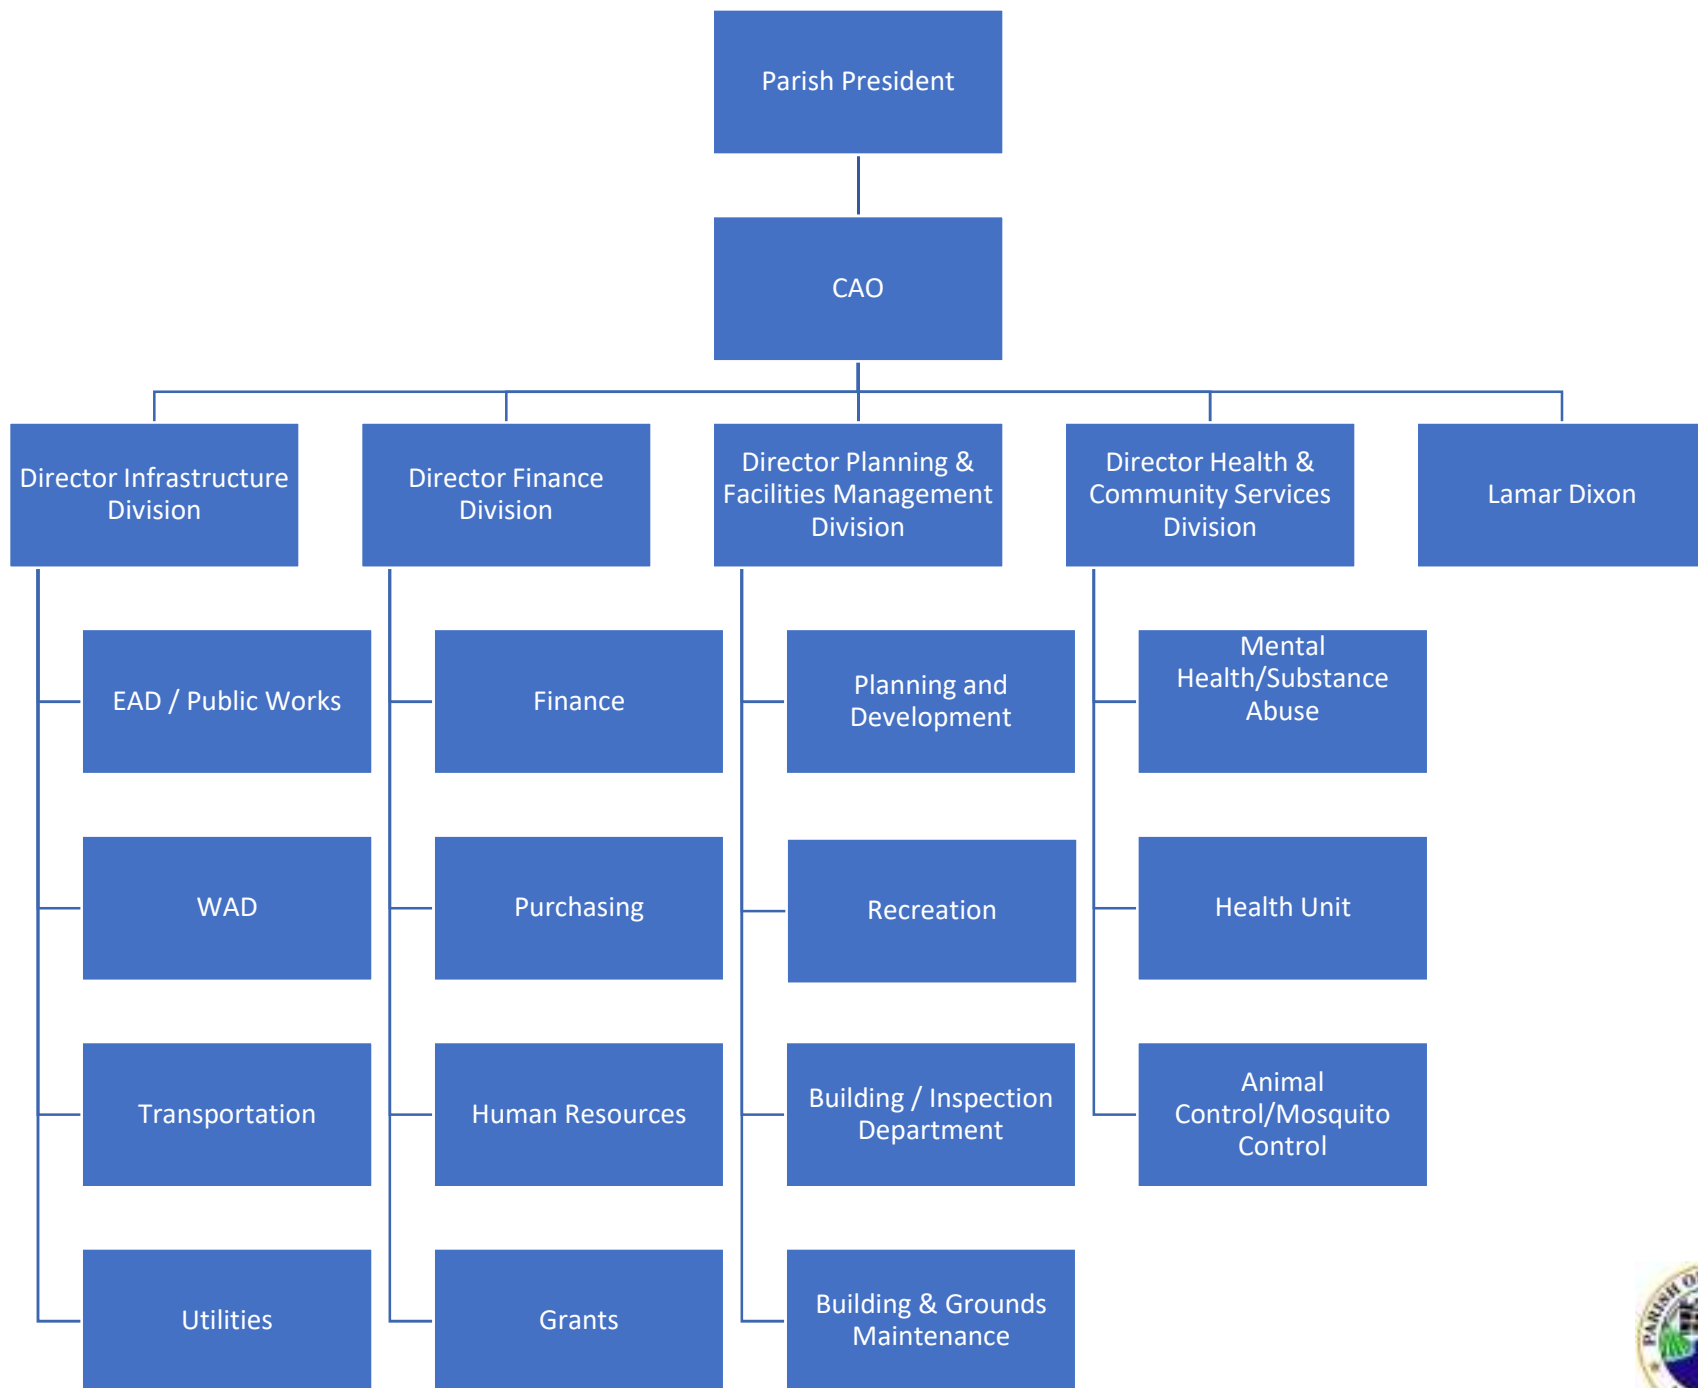 Parish President
CAO
Director Infrastructure
Division
Director Finance
Division
Director Planning &
Facilities Management
Division
Director Health &
Community Services
Division
Lamar Dixon
EAD / Public Works
Finance
Planning and
Development
Mental
Health/Substance
Abuse
WAD
Purchasing
Recreation
Health Unit
Transportation
Human Resources
Building / Inspection
Department
Animal
Control/Mosquito
Control
Utilities
Grants
Building & Grounds
Maintenance
PARISH